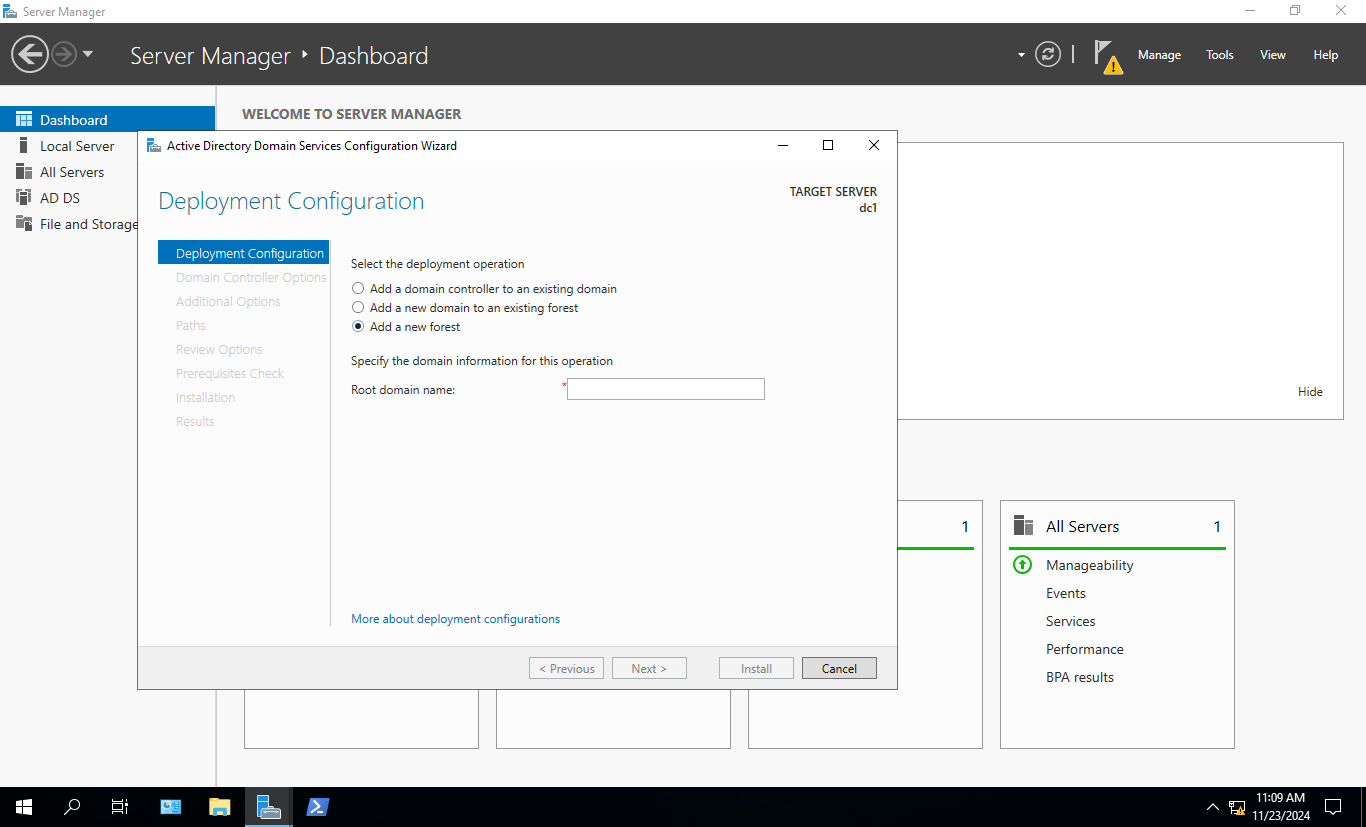 Server Manager
Server Manager ‣ Dashboard
Manage Tools View Help
Dashboard
Local Server
All Servers
AD DS
File and Storage
WELCOME TO SERVER MANAGER
Active Directory Domain Services Configuration Wizard
Deployment Configuration
TARGET SERVER
dc1
Deployment Configuration
Domain Controller Options
Additional Options
Paths
Review Options
Prerequisites Check
Installation
Results
Select the deployment operation
Add a domain controller to an existing domain
Add a new domain to an existing forest
Add a new forest
Specify the domain information for this operation
Root domain name: *
More about deployment configurations
< Previous Next > Install Cancel
Hide
1
All Servers 1
Manageability
Events
Services
Performance
BPA results
11:09 AM
11/23/2024